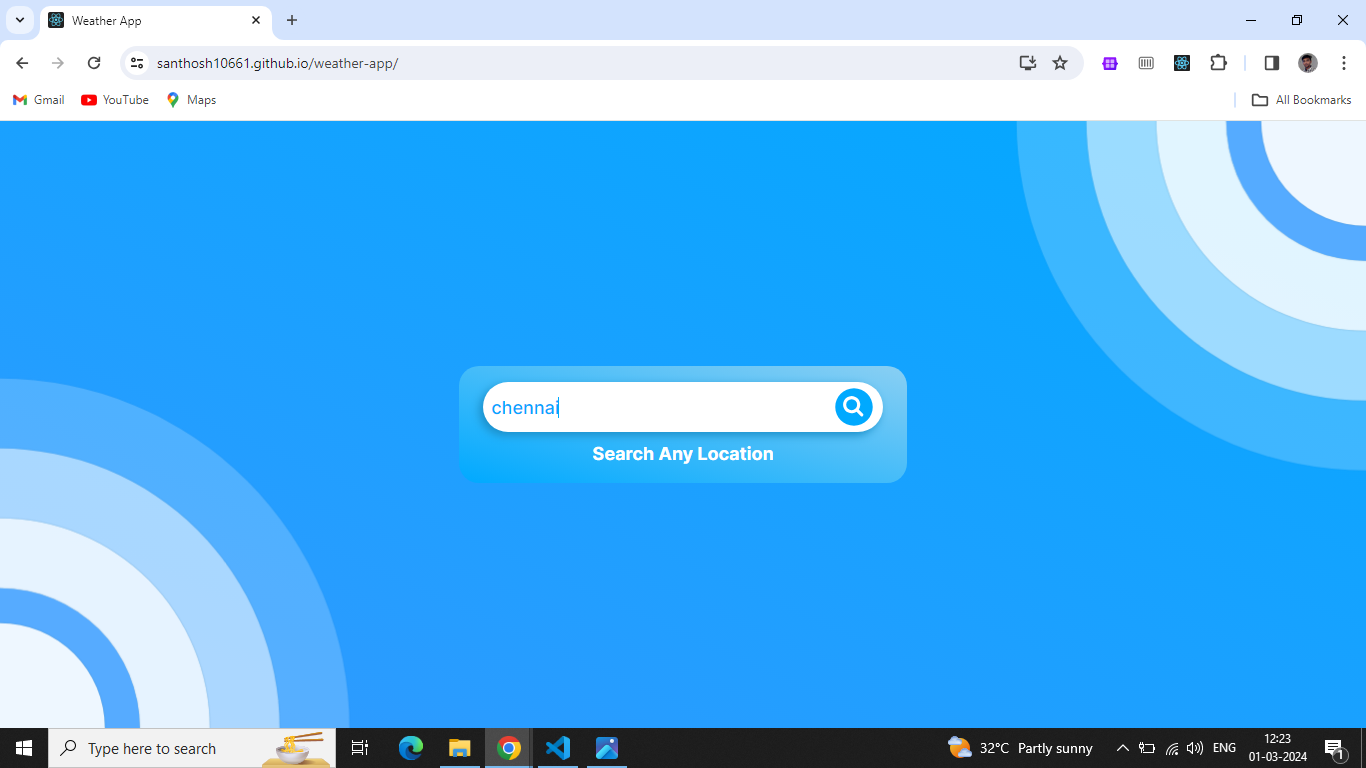 Weather App
santhosh10661.github.io/weather-app/
Gmail YouTube Maps All Bookmarks
chennai
Search Any Location
Type here to search 32°C Partly sunny ENG 12:23
01-03-2024
1